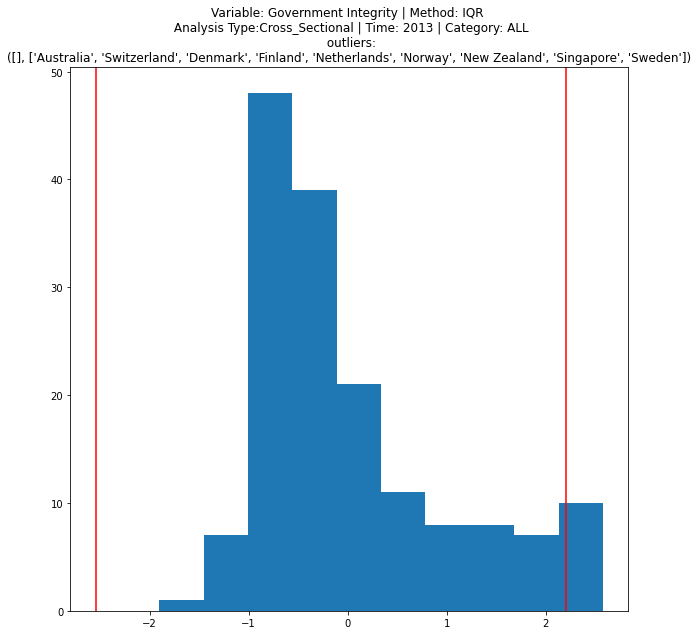 Variable: Government Integrity | Method: IQR
Analysis Type:Cross_Sectional | Time: 2013 | Category: ALL
outliers:
([], ['Australia', 'Switzerland', 'Denmark', 'Finland', 'Netherlands', 'Norway', 'New Zealand', 'Singapore', 'Sweden'])
50
40
30
20
10
0
−2 −1 0 1 2